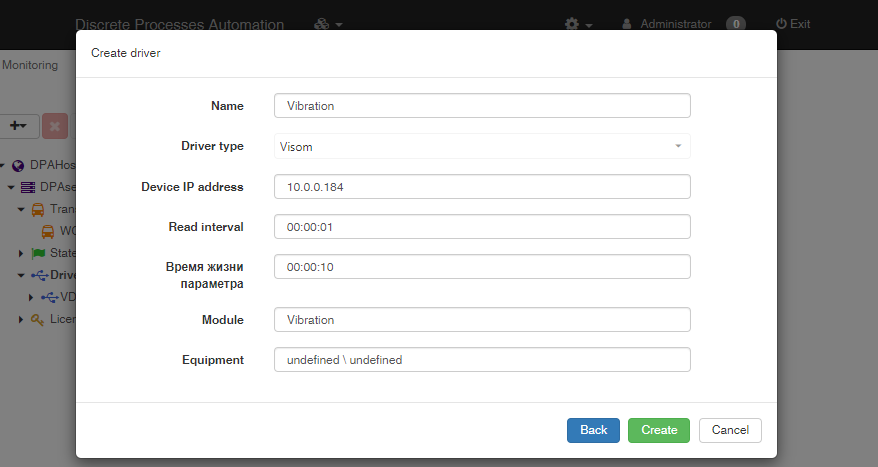 Discrete Processes Automation
Administrator 0 Exit
Create driver
Monitoring
Name Vibration
Driver type Visom
DPAHos
Device IP address 10.0.0.184
DPAse
Tran
Read interval 00:00:01
WC
State
Время жизни параметра 00:00:10
Drive
VD
Module Vibration
Licen
Equipment undefined \ undefined
Back Create Cancel